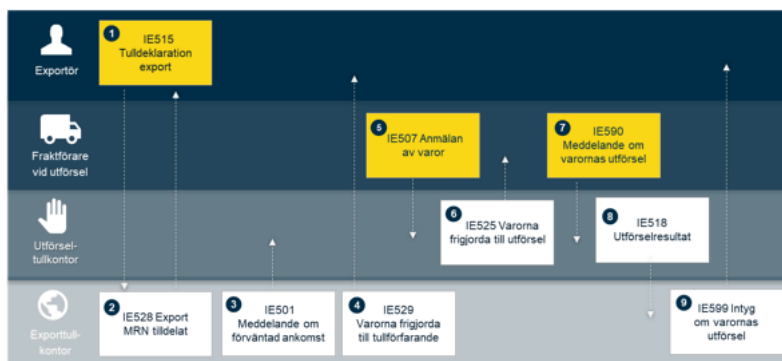 Exportör
1
IE515
Tulldeklaration
export
Fraktförare
vid utförsel
5
IE507 Anmälan
av varor
7
IE590
Meddelande om
varornas utförsel
Utförsel-
tullkontor
6
IE525 Varorna
frigjorda till utförsel
8
IE518
Utförselresultat
Exporttull-
kontor
2
IE528 Export
MRN tilldelat
3
IE501
Meddelande om
förväntad ankomst
4
IE529
Varorna frigjorda
till tullförfarande
9
IE599 Intyg
om varornas
utförsel